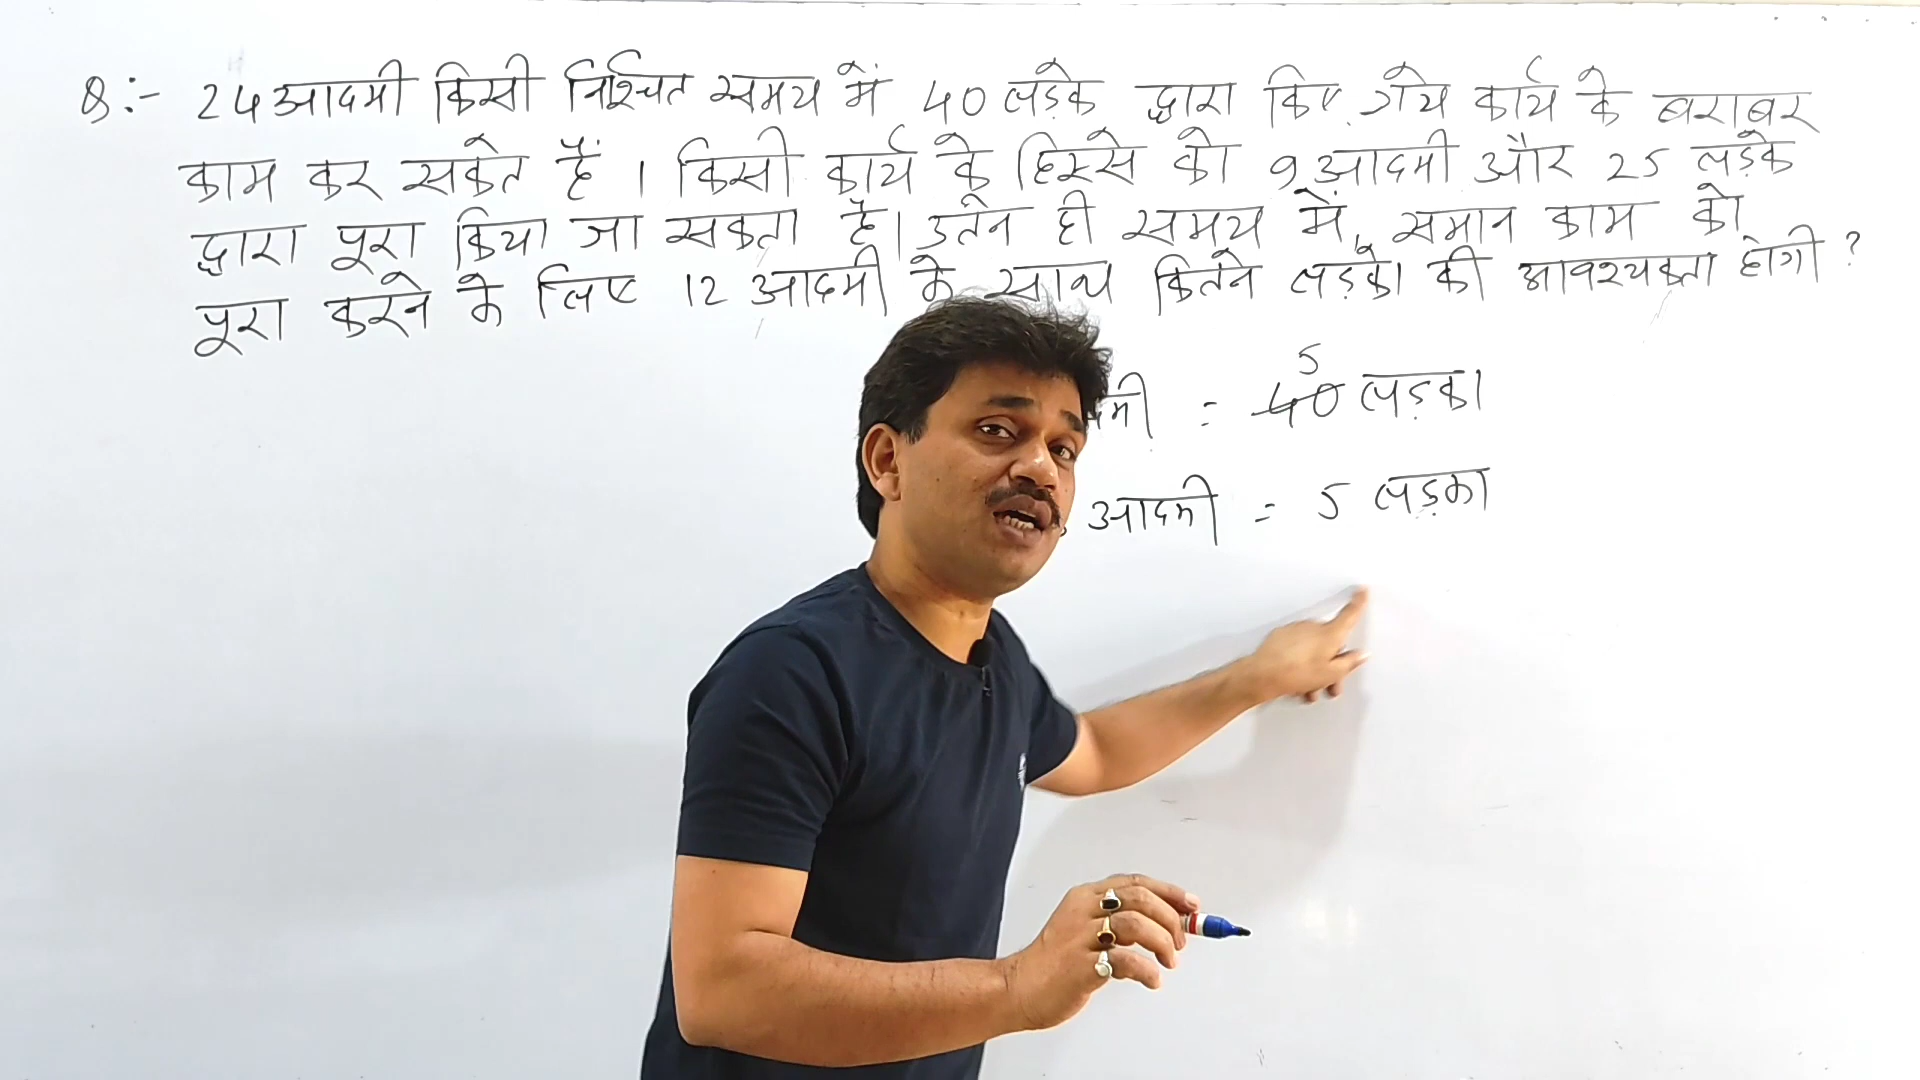 Q:- 24 आदमी किसी निश्चित समय में 40 लड़के द्वारा किए गये कार्य के बराबर
काम कर सकते हैं । किसी कार्य के हिस्से को 9 आदमी और 25 लड़के
द्वारा पूरा किया जा सकता है। उतने ही समय में, समान काम को
पूरा करने के लिए 12 आदमी के साथ कितने लड़को की आवश्यकता होगी ?
5
= 40 लड़का
आदमी = 5 लड़का